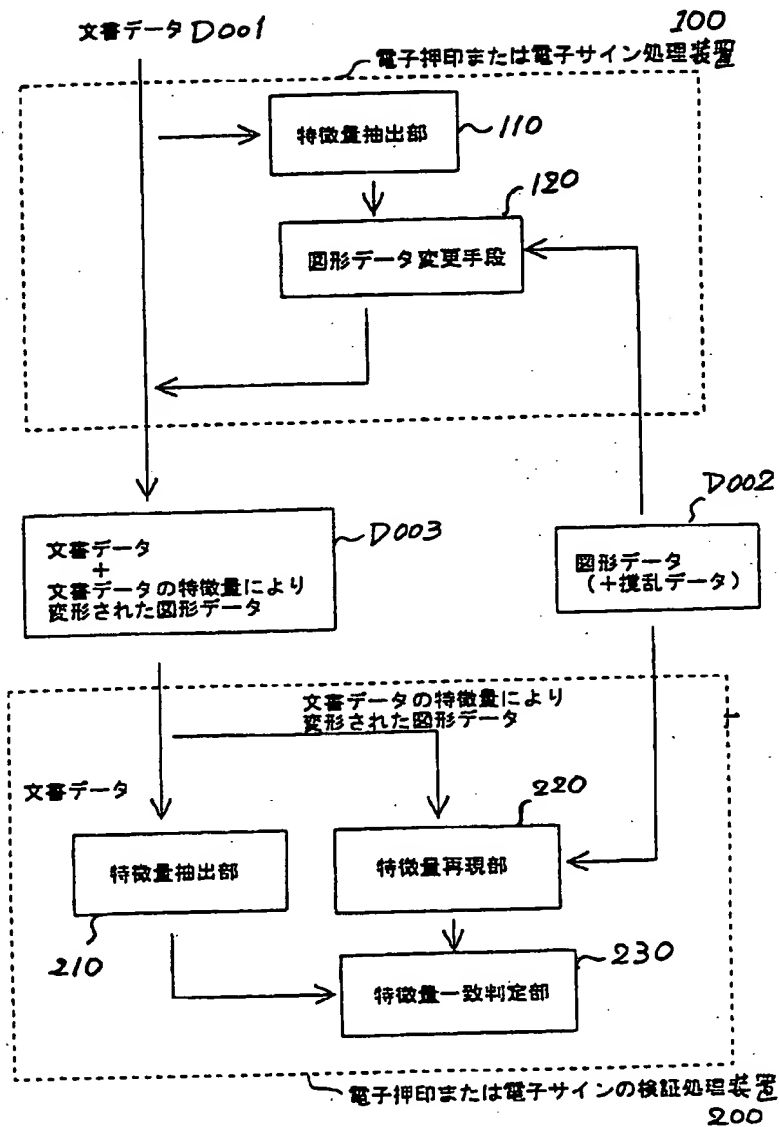 文書データ D001
100
電子押印または電子サイン処理装置
特徴量抽出部
110
120
図形データ変更手段
D002
D003
文書データ
+
文書データの特徴量により
変形された図形データ
図形データ
(+撹乱データ)
文書データの特徴量により
変形された図形データ
文書データ
220
特徴量抽出部
特徴量再現部
210
230
特徴量一致判定部
電子押印または電子サインの検証処理装置
200